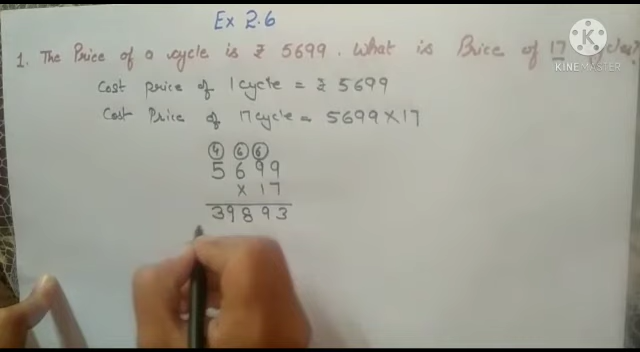 Ex 2.6
1. The Price of a cycle is ₹ 5699. What is Price of 17 cycles?
KINEMASTER
Cost price of 1 cycle = ₹ 5699
Cost Price of 17 cycle = 5699 × 17
4 6 6
5 6 9 9
× 1 7
3 9 8 9 3